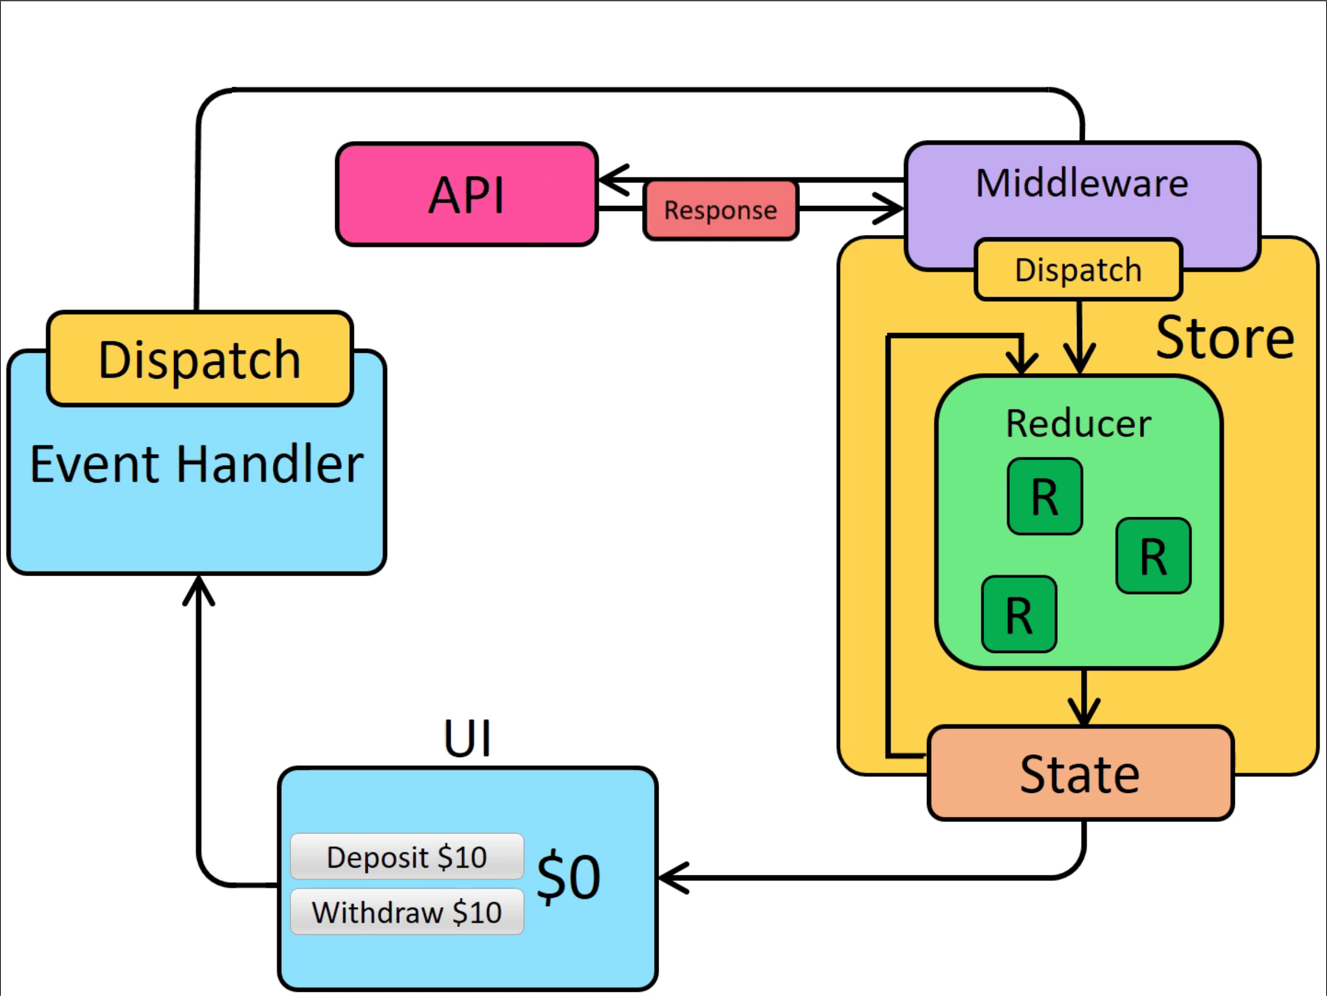 API
Response
Middleware
Dispatch
Store
Dispatch
Event Handler
Reducer
R
R
R
UI
State
Deposit $10
Withdraw $10
$0